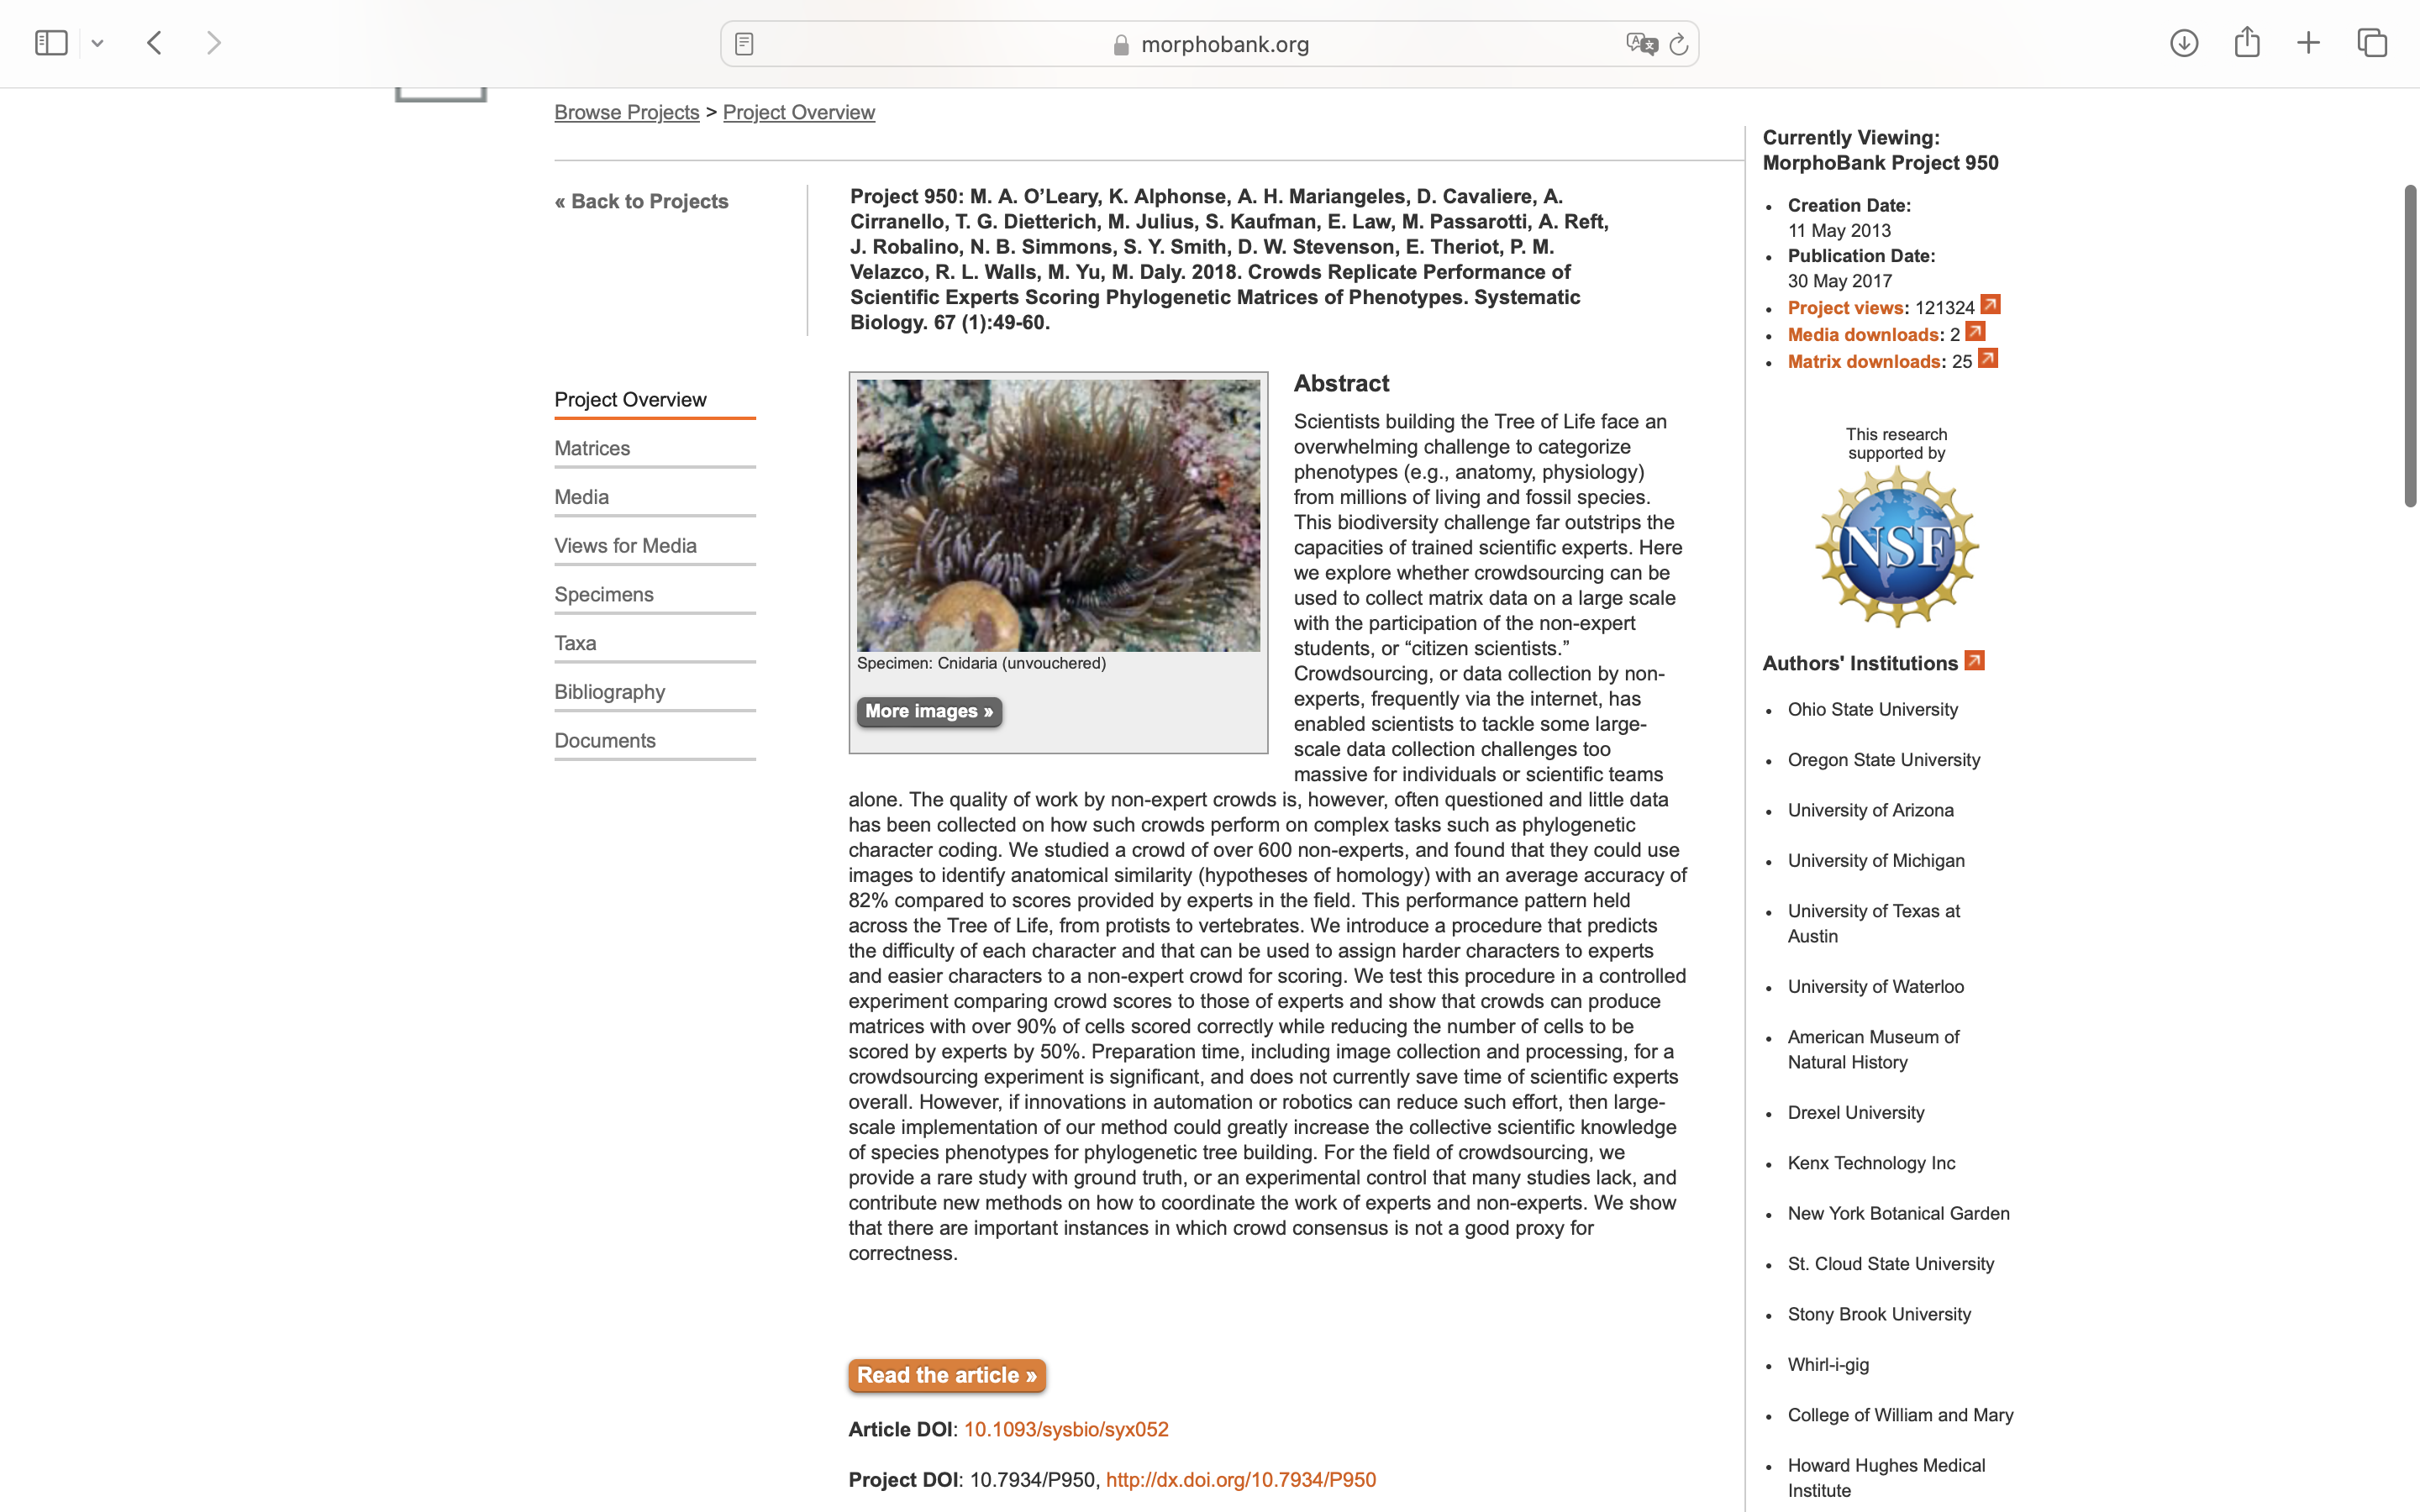 morphobank.org
Browse Projects > Project Overview
« Back to Projects
Project 950: M. A. O’Leary, K. Alphonse, A. H. Mariangeles, D. Cavaliere, A.
Cirranello, T. G. Dietterich, M. Julius, S. Kaufman, E. Law, M. Passarotti, A. Reft,
J. Robalino, N. B. Simmons, S. Y. Smith, D. W. Stevenson, E. Theriot, P. M.
Velazco, R. L. Walls, M. Yu, M. Daly. 2018. Crowds Replicate Performance of
Scientific Experts Scoring Phylogenetic Matrices of Phenotypes. Systematic
Biology. 67 (1):49-60.
Project Overview
Matrices
Media
Views for Media
Specimens
Taxa
Bibliography
Documents
Specimen: Cnidaria (unvouchered)
More images »
Abstract
Scientists building the Tree of Life face an
overwhelming challenge to categorize
phenotypes (e.g., anatomy, physiology)
from millions of living and fossil species.
This biodiversity challenge far outstrips the
capacities of trained scientific experts. Here
we explore whether crowdsourcing can be
used to collect matrix data on a large scale
with the participation of the non-expert
students, or “citizen scientists.”
Crowdsourcing, or data collection by non-
experts, frequently via the internet, has
enabled scientists to tackle some large-
scale data collection challenges too
massive for individuals or scientific teams
alone. The quality of work by non-expert crowds is, however, often questioned and little data
has been collected on how such crowds perform on complex tasks such as phylogenetic
character coding. We studied a crowd of over 600 non-experts, and found that they could use
images to identify anatomical similarity (hypotheses of homology) with an average accuracy of
82% compared to scores provided by experts in the field. This performance pattern held
across the Tree of Life, from protists to vertebrates. We introduce a procedure that predicts
the difficulty of each character and that can be used to assign harder characters to experts
and easier characters to a non-expert crowd for scoring. We test this procedure in a controlled
experiment comparing crowd scores to those of experts and show that crowds can produce
matrices with over 90% of cells scored correctly while reducing the number of cells to be
scored by experts by 50%. Preparation time, including image collection and processing, for a
crowdsourcing experiment is significant, and does not currently save time of scientific experts
overall. However, if innovations in automation or robotics can reduce such effort, then large-
scale implementation of our method could greatly increase the collective scientific knowledge
of species phenotypes for phylogenetic tree building. For the field of crowdsourcing, we
provide a rare study with ground truth, or an experimental control that many studies lack, and
contribute new methods on how to coordinate the work of experts and non-experts. We show
that there are important instances in which crowd consensus is not a good proxy for
correctness.
Read the article »
Article DOI: 10.1093/sysbio/syx052
Project DOI: 10.7934/P950, http://dx.doi.org/10.7934/P950
Currently Viewing:
MorphoBank Project 950
• Creation Date:
11 May 2013
• Publication Date:
30 May 2017
• Project views: 121324
• Media downloads: 2
• Matrix downloads: 25
This research
supported by
NSF
Authors' Institutions
• Ohio State University
• Oregon State University
• University of Arizona
• University of Michigan
• University of Texas at
Austin
• University of Waterloo
• American Museum of
Natural History
• Drexel University
• Kenx Technology Inc
• New York Botanical Garden
• St. Cloud State University
• Stony Brook University
• Whirl-i-gig
• College of William and Mary
• Howard Hughes Medical
Institute